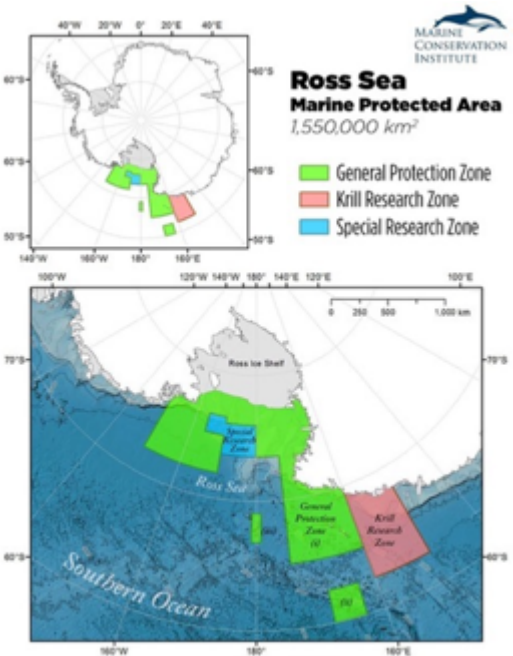 MARINE
CONSERVATION
INSTITUTE
Ross Sea
Marine Protected Area
1,550,000 km²
General Protection Zone
Krill Research Zone
Special Research Zone
40°W 20°W 0° 20°E 40°E
60°S 60°S
60°S 60°S
50°S 50°S
140°W 160°W 180° 160°E
100°W 120°W 140°W 180° 140°E 120°E 100°E
0 250 500 1,000 km
70°S 70°S
Ross Ice Shelf
Special
Research
Zone
Ross Sea
General
Protection
Zone
(i)
Krill
Research
Zone
(iii)
(ii)
60°S 60°S
Southern Ocean
160°W 180° 160°E